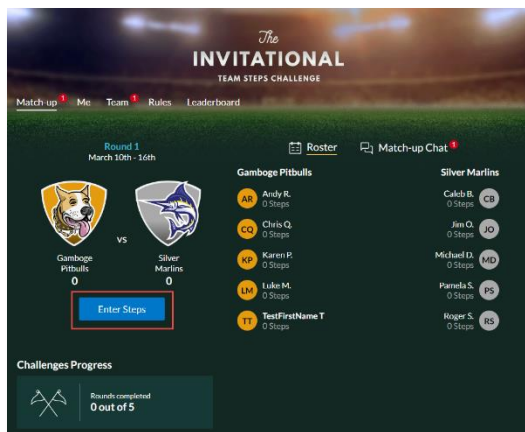 The
INVITATIONAL
TEAM STEPS CHALLENGE
Match-up 1 Me Team 1 Rules Leaderboard
Round 1
March 10th - 16th
Gamboge
Pitbulls
0
vs
Silver
Marlins
0
Enter Steps
Roster Match-up Chat 1
Gamboge Pitbulls Silver Marlins
AR Andy R. Caleb B. CB
0 Steps 0 Steps
CQ Chris Q. Jim O. JO
0 Steps 0 Steps
KP Karen P. Michael D. MD
0 Steps 0 Steps
LM Luke M. Pamela S. PS
0 Steps 0 Steps
TT TestFirstName T Roger S. RS
0 Steps 0 Steps
Challenges Progress
Rounds completed
0 out of 5